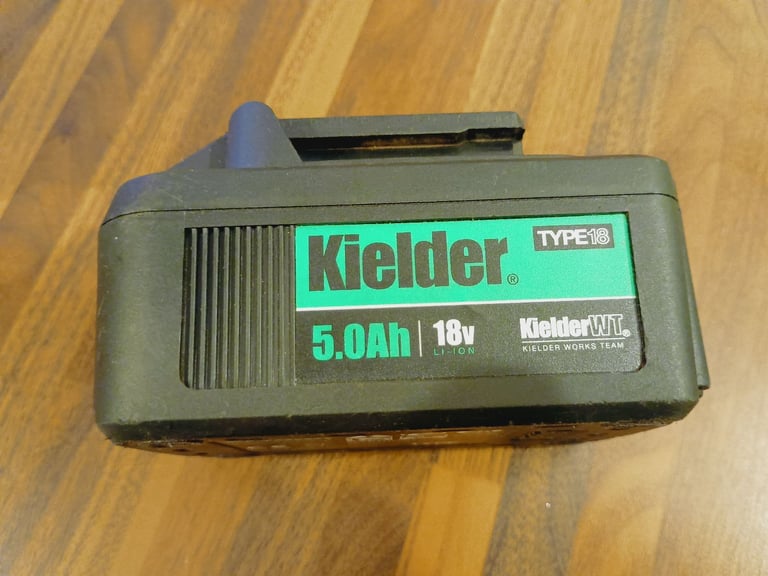 Kielder®
TYPE18
5.0Ah
18v
LI-ION
KielderWT®
KIELDER WORKS TEAM